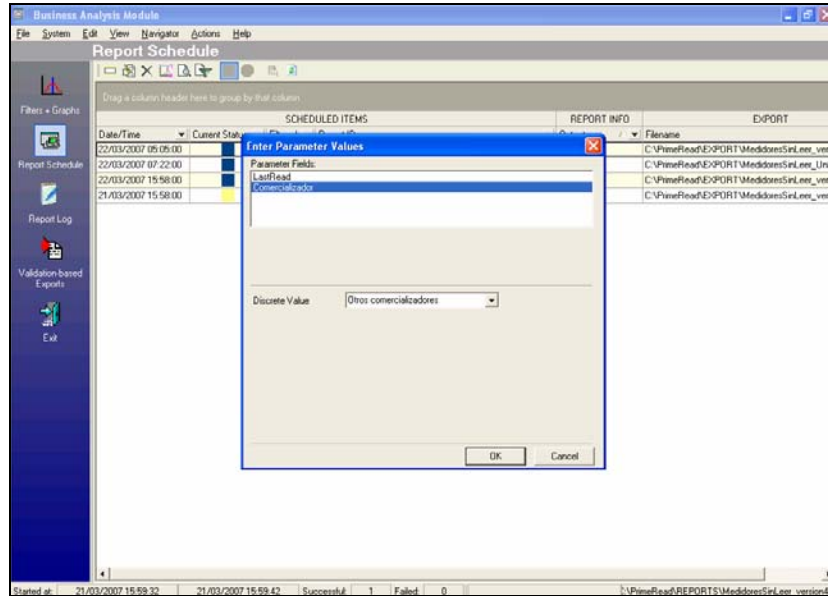 Business Analysis Module
File System Edit View Navigator Actions Help
Report Schedule
Drag a column header here to group by that column
SCHEDULED ITEMS REPORT INFO EXPORT
Date/Time Current Status Filename
22/03/2007 05:05:00 C:\PrimeRead\EXPORT\MedidoresSinLeer_ver
22/03/2007 07:22:00 C:\PrimeRead\EXPORT\MedidoresSinLeer_Un
22/03/2007 15:58:00 C:\PrimeRead\EXPORT\MedidoresSinLeer_ver
21/03/2007 15:58:00 C:\PrimeRead\EXPORT\MedidoresSinLeer_ver
Filters + Graphs
Report Schedule
Report Log
Validation-based
Exports
Exit
Enter Parameter Values
Parameter Fields:
LastRead
Comercializador
Discrete Value Otros comercializadores
OK Cancel
Started at: 21/03/2007 15:59:32 21/03/2007 15:59:42 Successful: 1 Failed: 0 C:\PrimeRead\REPORTS\MedidoresSinLeer_version4